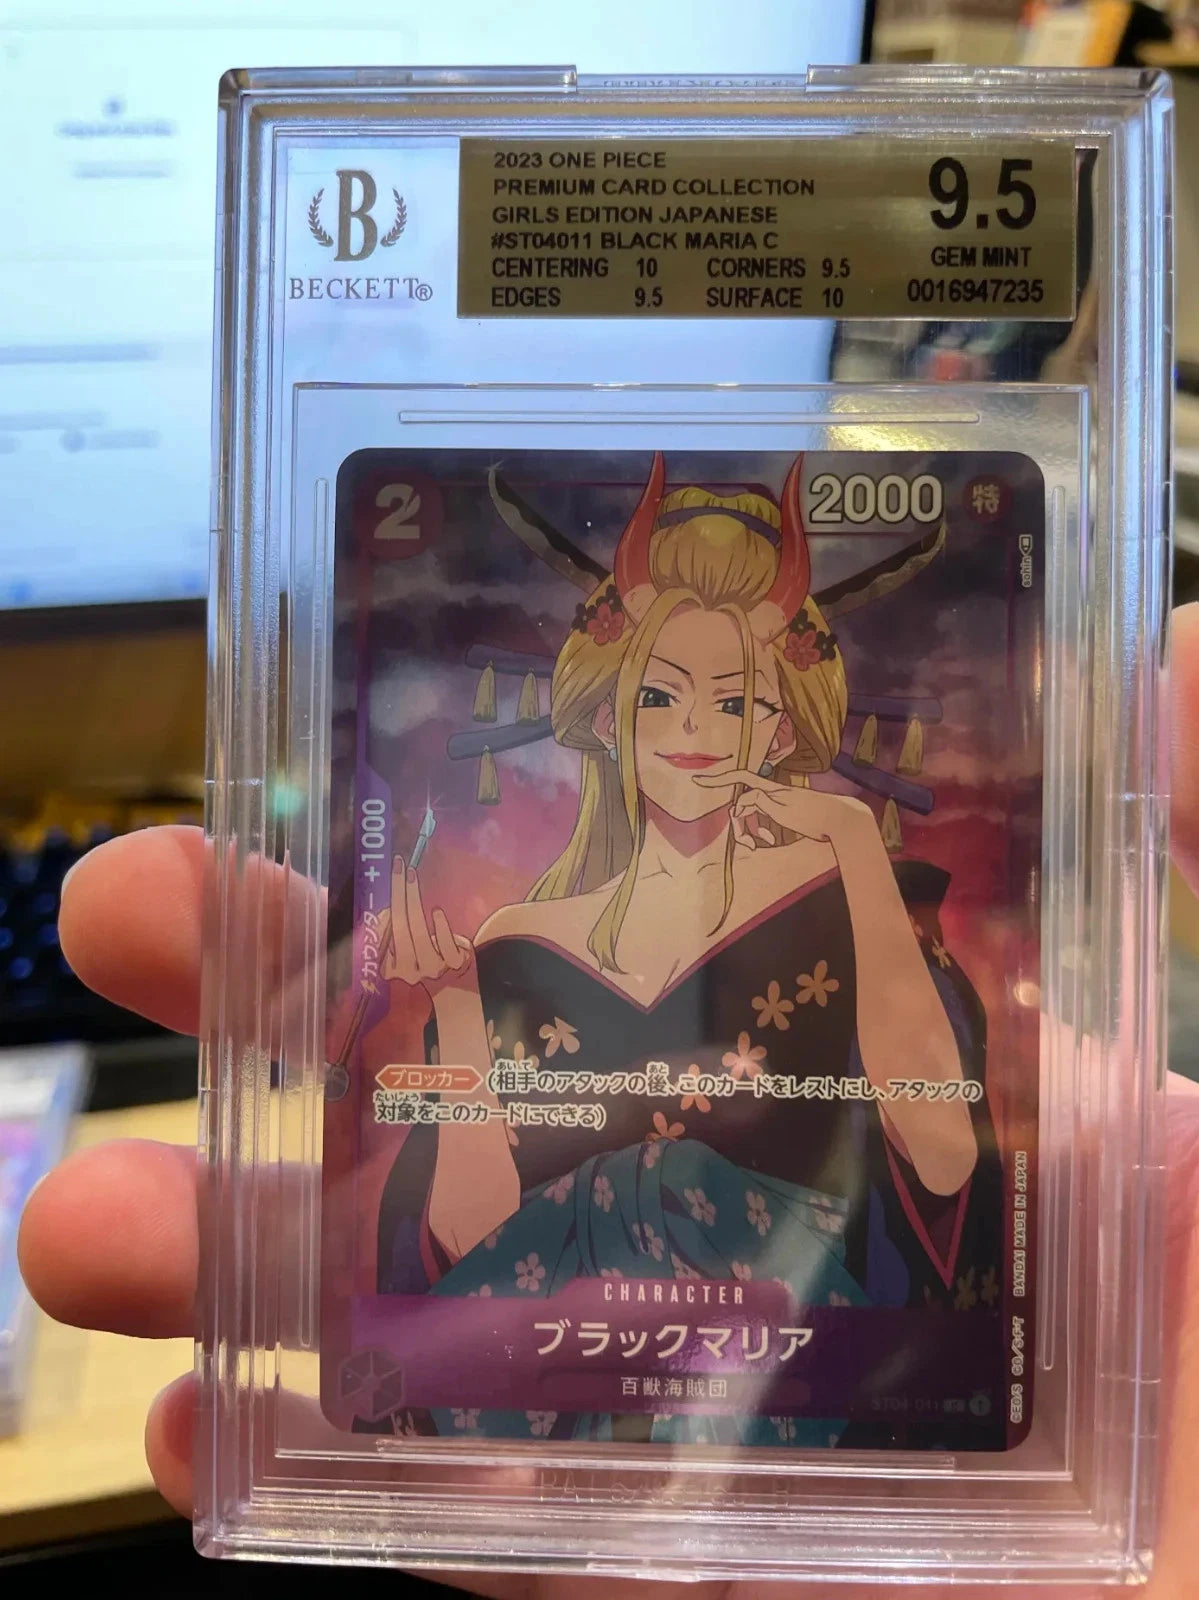 B
BECKETT®
2023 ONE PIECE
PREMIUM CARD COLLECTION
GIRLS EDITION JAPANESE
#ST04011 BLACK MARIA C
CENTERING 10 CORNERS 9.5
EDGES 9.5 SURFACE 10
9.5
GEM MINT
0016947235
2
2000
特
sohin
カウンター +1000
ブロッカー (相手のアタックの後、このカードをレストにし、アタックの
対象をこのカードにできる)
BANDAI MADE IN JAPAN
CHARACTER
ブラックマリア
百獣海賊団
ST04-011